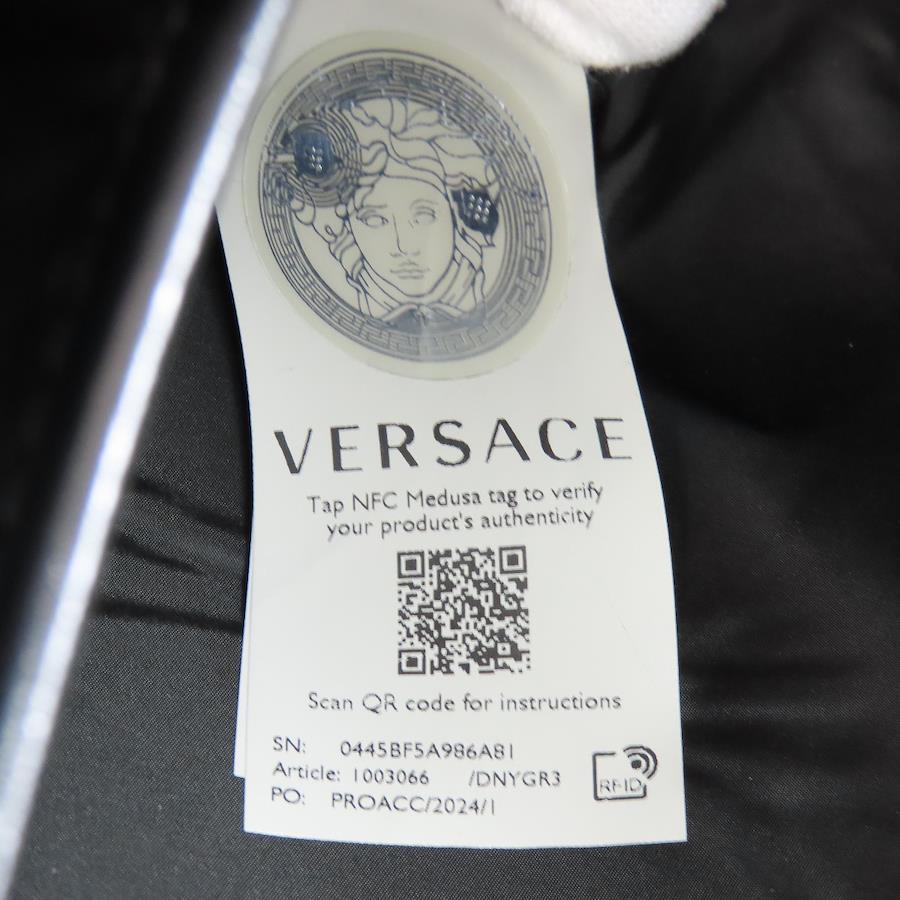 VERSACE
Tap NFC Medusa tag to verify
your product's authenticity
Scan QR code for instructions
SN: 0445BF5A986A81
Article: 1003066 /DNYGR3
PO: PROACC/2024/1
RFID